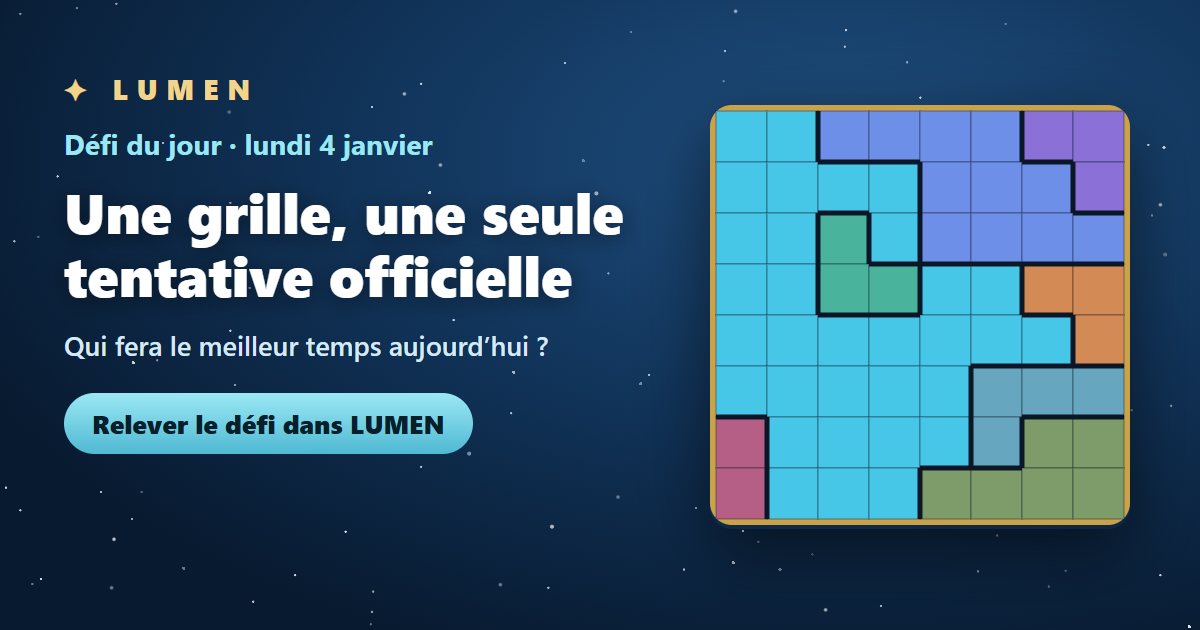 ✦ LUMEN
Défi du jour · lundi 4 janvier
Une grille, une seule
tentative officielle
Qui fera le meilleur temps aujourd’hui ?
Relever le défi dans LUMEN